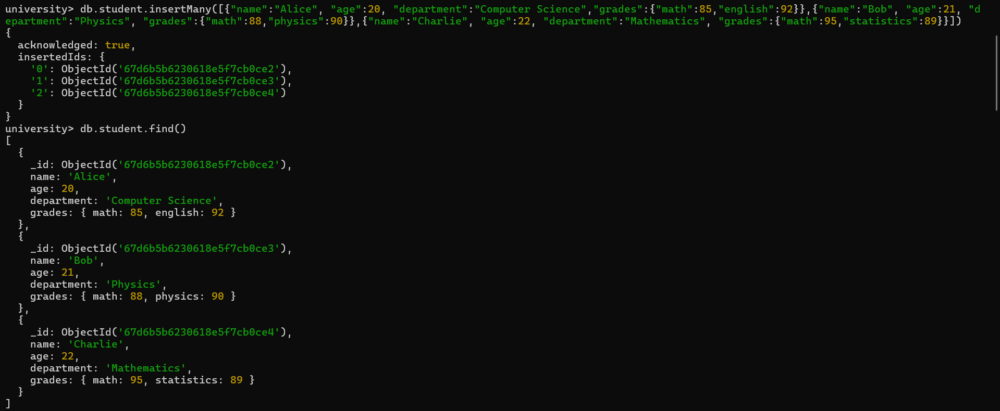 university> db.student.insertMany([{"name":"Alice", "age":20, "department":"Computer Science","grades":{"math":85,"english":92}},{"name":"Bob", "age":21, "d
epartment":"Physics", "grades":{"math":88,"physics":90}},{"name":"Charlie", "age":22, "department":"Mathematics", "grades":{"math":95,"statistics":89}}])
{
  acknowledged: true,
  insertedIds: {
    '0': ObjectId('67d6b5b6230618e5f7cb0ce2'),
    '1': ObjectId('67d6b5b6230618e5f7cb0ce3'),
    '2': ObjectId('67d6b5b6230618e5f7cb0ce4')
  }
}
university> db.student.find()
[
  {
    _id: ObjectId('67d6b5b6230618e5f7cb0ce2'),
    name: 'Alice',
    age: 20,
    department: 'Computer Science',
    grades: { math: 85, english: 92 }
  },
  {
    _id: ObjectId('67d6b5b6230618e5f7cb0ce3'),
    name: 'Bob',
    age: 21,
    department: 'Physics',
    grades: { math: 88, physics: 90 }
  },
  {
    _id: ObjectId('67d6b5b6230618e5f7cb0ce4'),
    name: 'Charlie',
    age: 22,
    department: 'Mathematics',
    grades: { math: 95, statistics: 89 }
  }
]